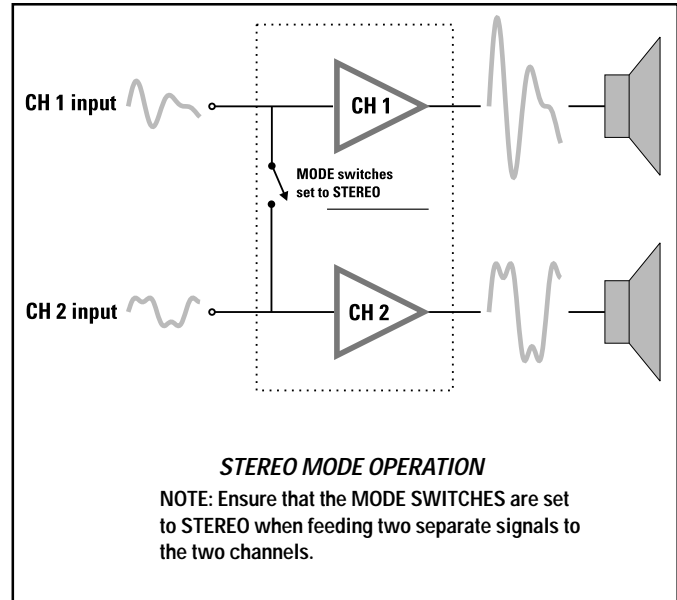 CH 1 input
CH 1
MODE switches
set to STEREO
CH 2 input
CH 2
STEREO MODE OPERATION
NOTE: Ensure that the MODE SWITCHES are set
to STEREO when feeding two separate signals to
the two channels.